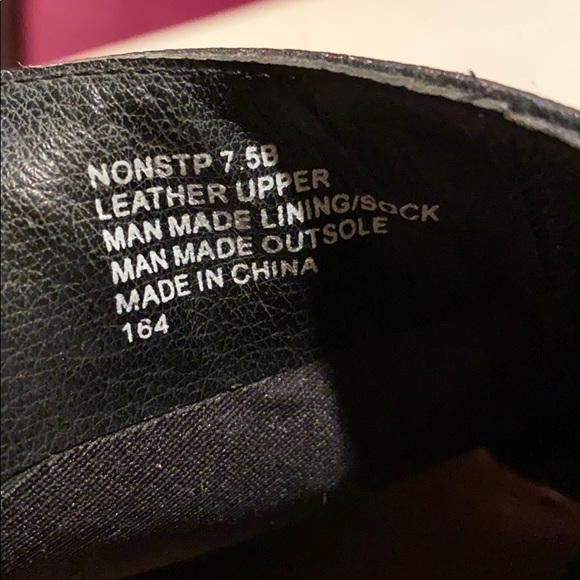 NONSTP 7.5B
LEATHER UPPER
MAN MADE LINING/SOCK
MAN MADE OUTSOLE
MADE IN CHINA
164